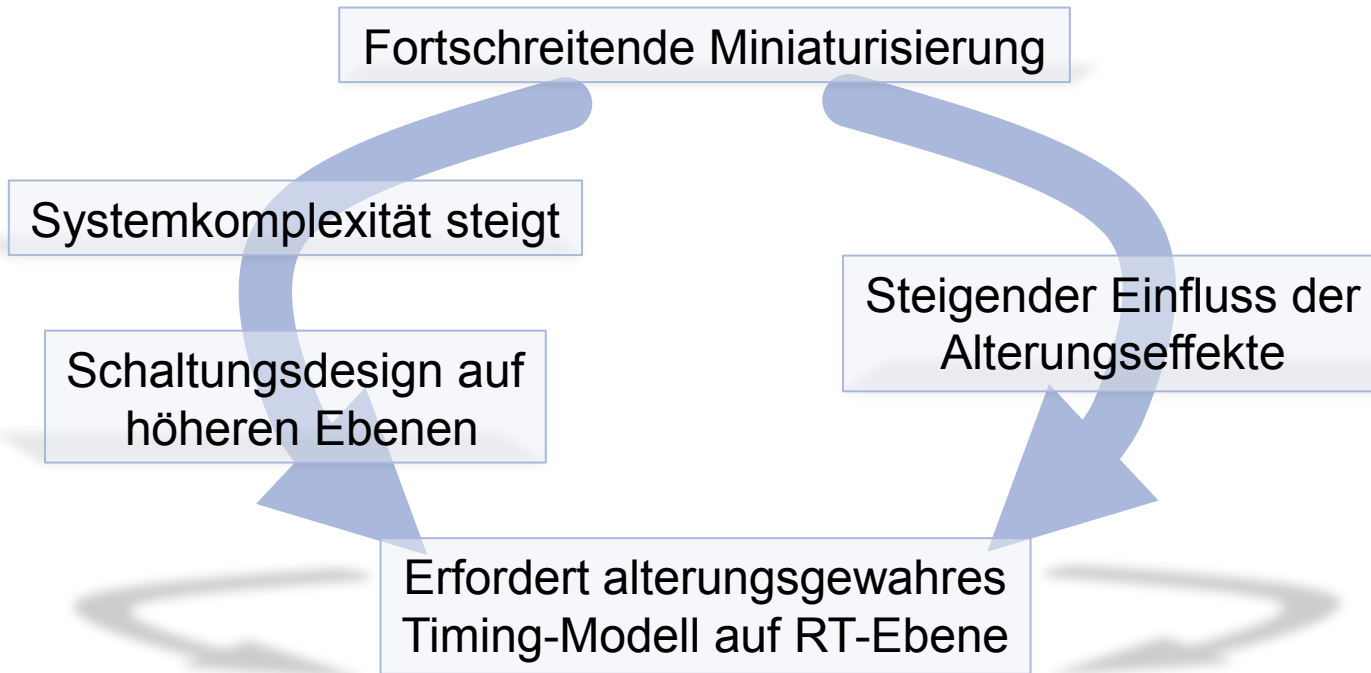 Fortschreitende Miniaturisierung
Systemkomplexität steigt
Steigender Einfluss der
Alterungseffekte
Schaltungsdesign auf
höheren Ebenen
Erfordert alterungsgewahres
Timing-Modell auf RT-Ebene